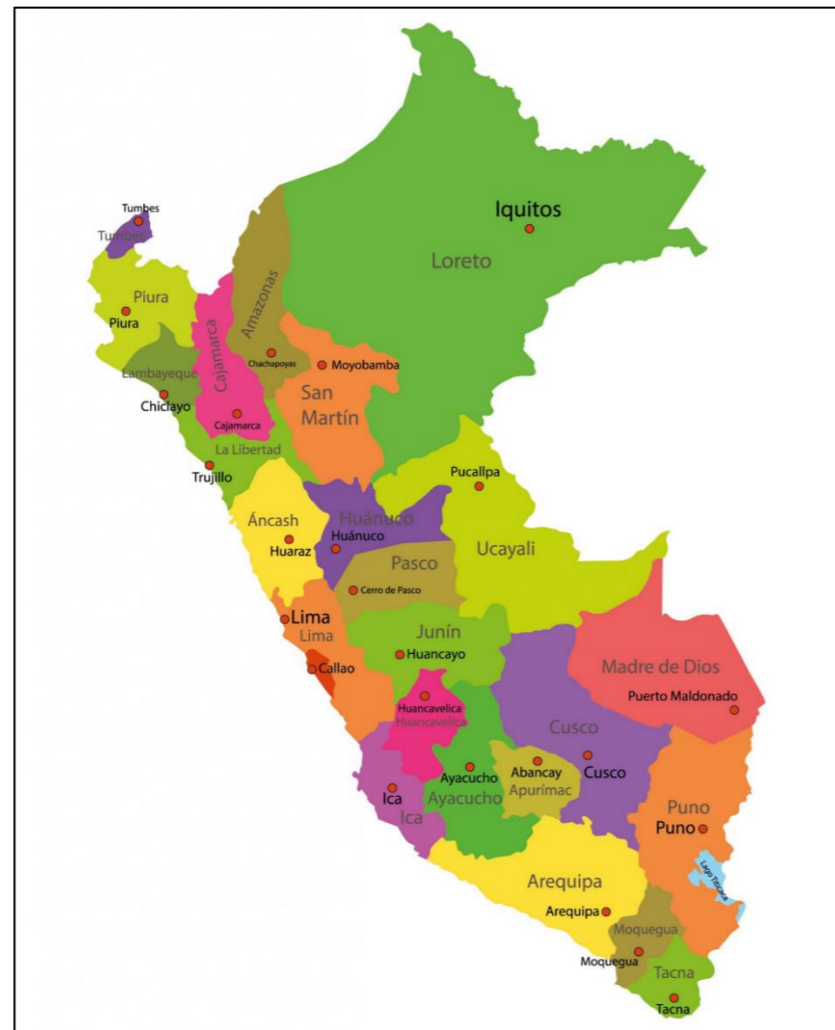 Tumbes
Tumbes
Iquitos
Loreto
Piura
Piura
Amazonas
Cajamarca
Chachapoyas
Moyobamba
Lambayeque
Chiclayo
San
Martín
Cajamarca
La Libertad
Trujillo
Pucallpa
Áncash
Huánuco
Huánuco
Huaraz
Ucayali
Pasco
Cerro de Pasco
Lima
Lima
Junín
Huancayo
Callao
Madre de Dios
Puerto Maldonado
Huancavelica
Huancavelica
Cusco
Cusco
Abancay
Apurímac
Ayacucho
Ayacucho
Ica
Ica
Puno
Puno
Lago Titicaca
Arequipa
Arequipa
Moquegua
Moquegua
Tacna
Tacna